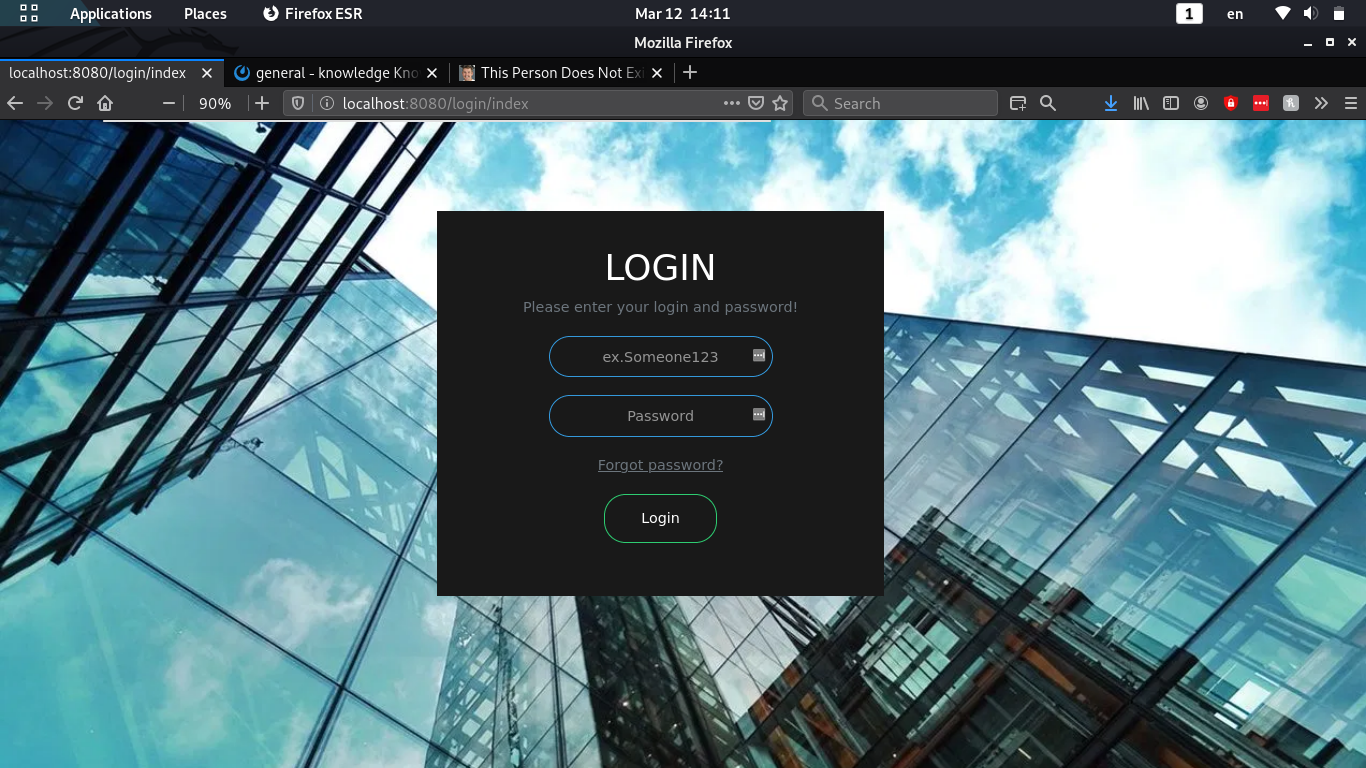 Applications Places Firefox ESR Mar 12 14:11 1 en
Mozilla Firefox
localhost:8080/login/index general - knowledge Kno This Person Does Not Exi
90% localhost:8080/login/index Search
LOGIN
Please enter your login and password!
ex.Someone123
Password
Forgot password?
Login